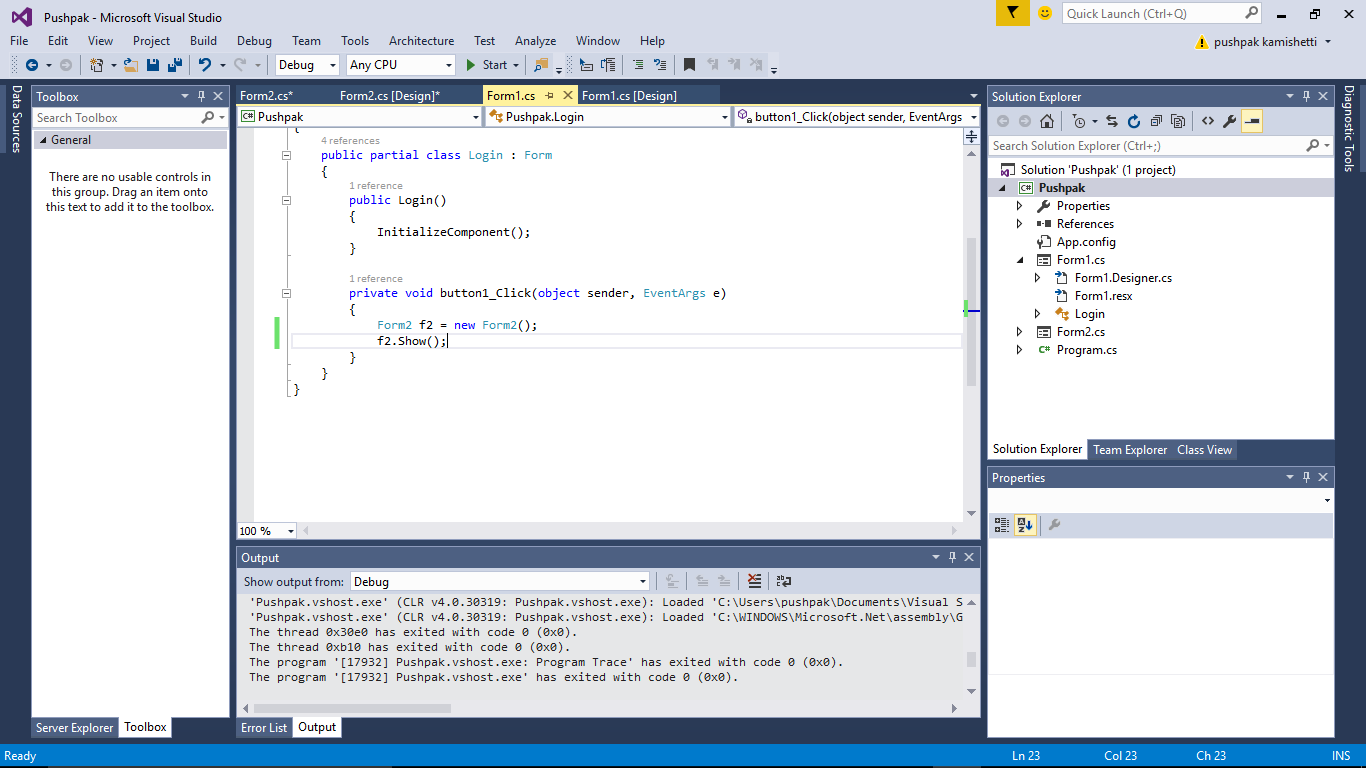 Pushpak - Microsoft Visual Studio
Quick Launch (Ctrl+Q)
File Edit View Project Build Debug Team Tools Architecture Test Analyze Window Help
pushpak kamishetti
Debug Any CPU Start
Data Sources
Toolbox
Search Toolbox
General
There are no usable controls in
this group. Drag an item onto
this text to add it to the toolbox.
Server Explorer Toolbox
Form2.cs* Form2.cs [Design]* Form1.cs Form1.cs [Design]
C# Pushpak Pushpak.Login button1_Click(object sender, EventArgs
{
4 references
public partial class Login : Form
{
1 reference
public Login()
{
InitializeComponent();
}
1 reference
private void button1_Click(object sender, EventArgs e)
{
Form2 f2 = new Form2();
f2.Show();
}
}
}
100 %
Output
Show output from: Debug
'Pushpak.vshost.exe' (CLR v4.0.30319: Pushpak.vshost.exe): Loaded 'C:\Users\pushpak\Documents\Visual S
'Pushpak.vshost.exe' (CLR v4.0.30319: Pushpak.vshost.exe): Loaded 'C:\WINDOWS\Microsoft.Net\assembly\G
The thread 0x30e0 has exited with code 0 (0x0).
The thread 0xb10 has exited with code 0 (0x0).
The program '[17932] Pushpak.vshost.exe: Program Trace' has exited with code 0 (0x0).
The program '[17932] Pushpak.vshost.exe' has exited with code 0 (0x0).
Error List Output
Solution Explorer
Search Solution Explorer (Ctrl+;)
Solution 'Pushpak' (1 project)
C# Pushpak
Properties
References
App.config
Form1.cs
Form1.Designer.cs
Form1.resx
Login
Form2.cs
C# Program.cs
Solution Explorer Team Explorer Class View
Properties
Diagnostic Tools
Ready Ln 23 Col 23 Ch 23 INS